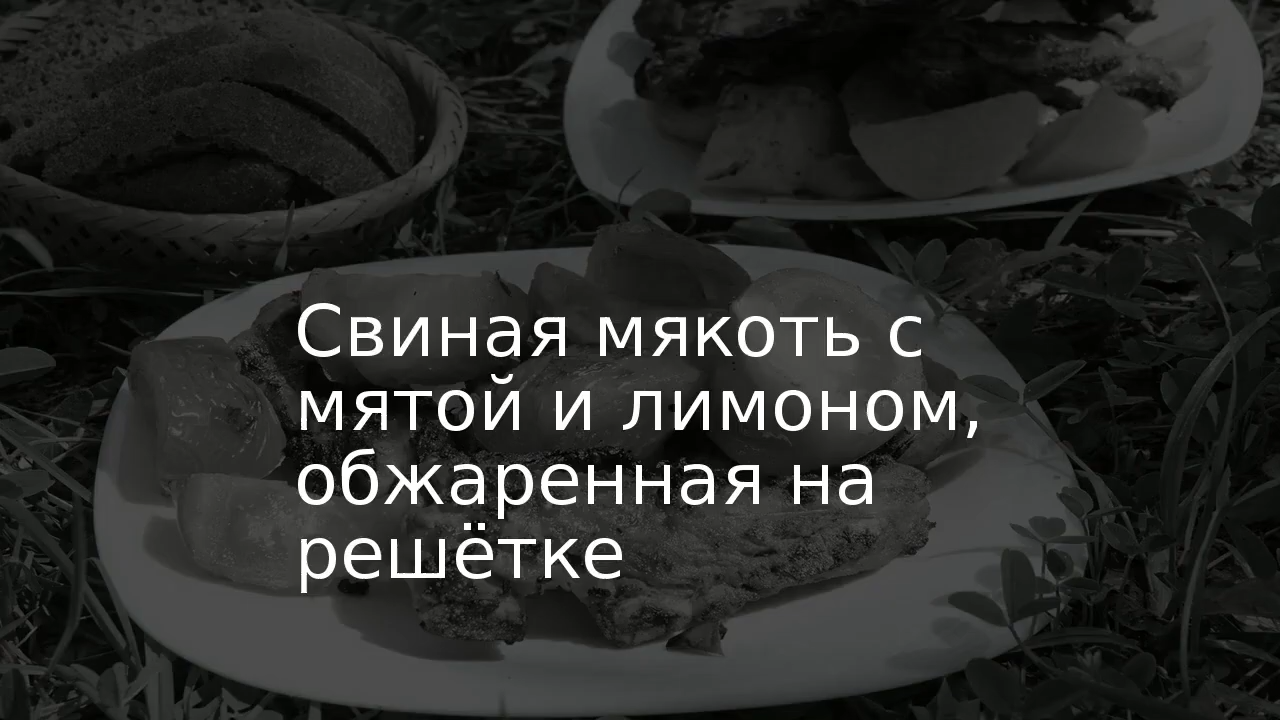 Свиная мякоть с
мятой и лимоном,
обжаренная на
решётке